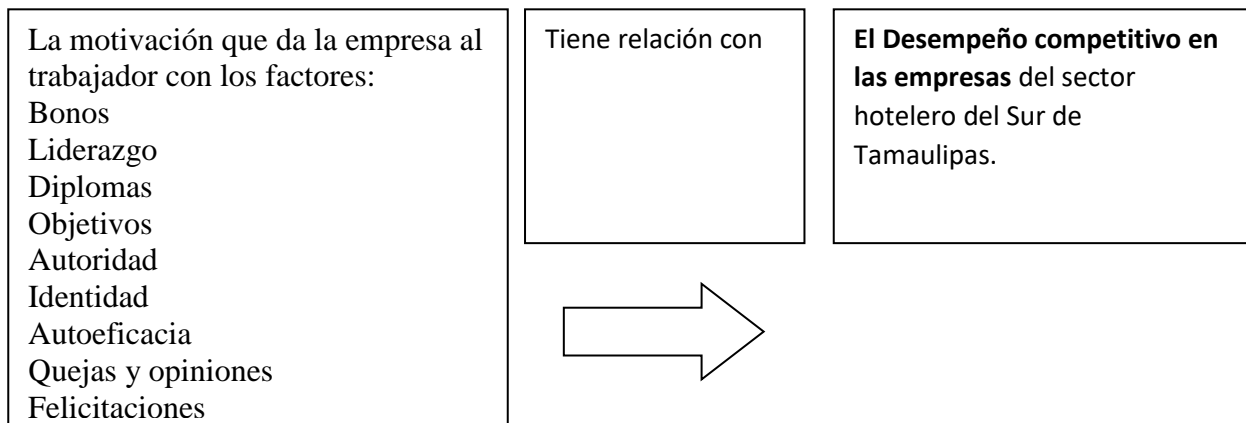 La motivación que da la empresa al
trabajador con los factores:
Bonos
Liderazgo
Diplomas
Objetivos
Autoridad
Identidad
Autoeficacia
Quejas y opiniones
Felicitaciones
Tiene relación con
El Desempeño competitivo en
las empresas del sector
hotelero del Sur de
Tamaulipas.